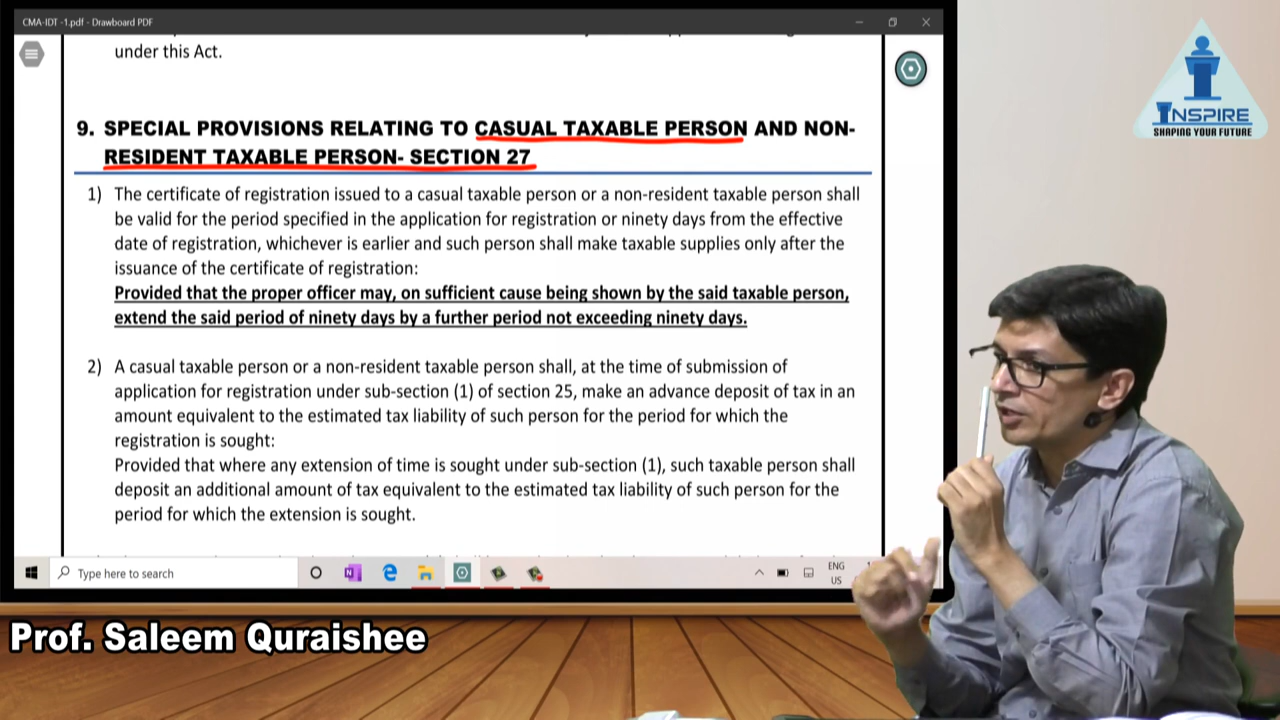 CMA-IDT -1.pdf - Drawboard PDF
under this Act.
INSPIRE
SHAPING YOUR FUTURE
9. SPECIAL PROVISIONS RELATING TO CASUAL TAXABLE PERSON AND NON-
RESIDENT TAXABLE PERSON- SECTION 27
1) The certificate of registration issued to a casual taxable person or a non-resident taxable person shall
be valid for the period specified in the application for registration or ninety days from the effective
date of registration, whichever is earlier and such person shall make taxable supplies only after the
issuance of the certificate of registration:
Provided that the proper officer may, on sufficient cause being shown by the said taxable person,
extend the said period of ninety days by a further period not exceeding ninety days.
2) A casual taxable person or a non-resident taxable person shall, at the time of submission of
application for registration under sub-section (1) of section 25, make an advance deposit of tax in an
amount equivalent to the estimated tax liability of such person for the period for which the
registration is sought:
Provided that where any extension of time is sought under sub-section (1), such taxable person shall
deposit an additional amount of tax equivalent to the estimated tax liability of such person for the
period for which the extension is sought.
Type here to search
ENG
US
Prof. Saleem Quraishee